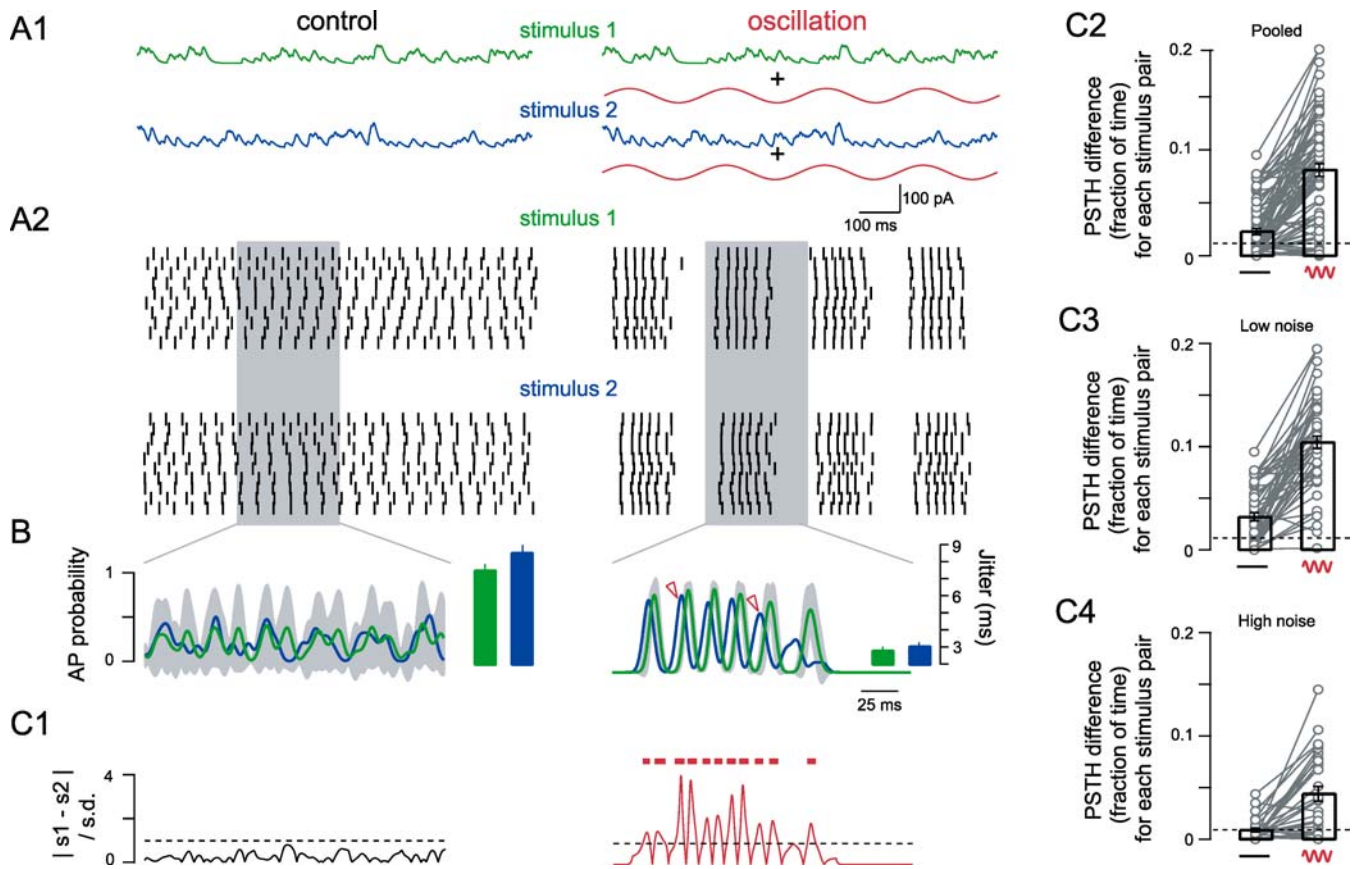 A1
control
oscillation
stimulus 1
+
stimulus 2
+
100 pA
100 ms
A2
stimulus 1
stimulus 2
B
AP probability
1
0
9
6
3
Jitter (ms)
25 ms
C1
| s1 - s2 |
/ s.d.
4
0
C2
Pooled
PSTH difference
(fraction of time)
for each stimulus pair
0.2
0.1
0
C3
Low noise
PSTH difference
(fraction of time)
for each stimulus pair
0.2
0.1
0
C4
High noise
PSTH difference
(fraction of time)
for each stimulus pair
0.2
0.1
0